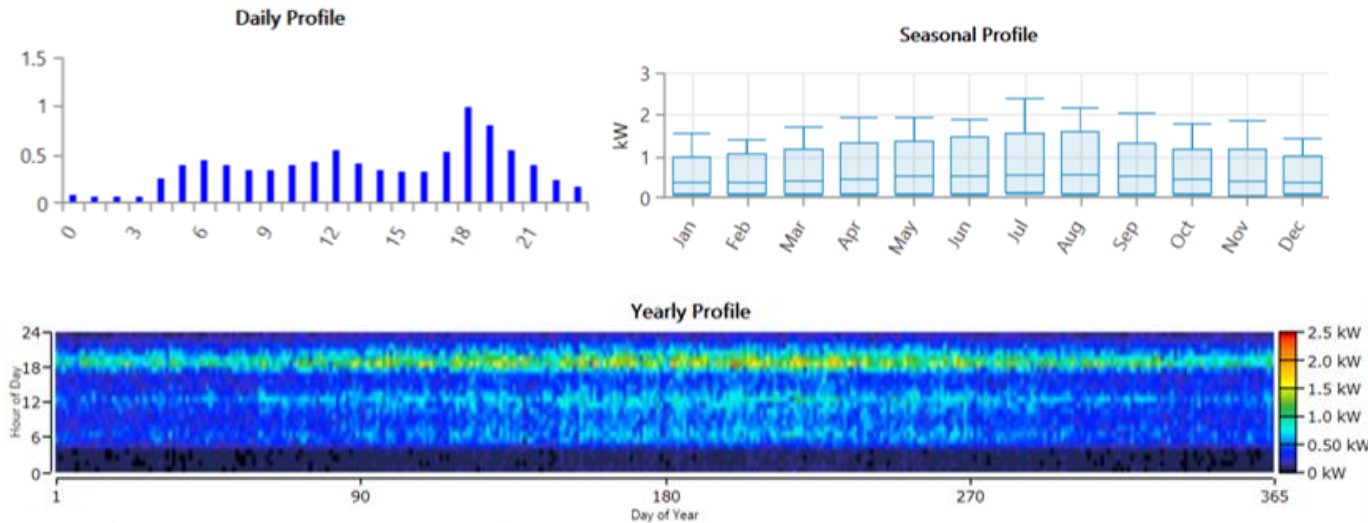 Daily Profile
1.5
1
0.5
0
0 3 6 9 12 15 18 21
Seasonal Profile
3
2
1
0
kW
Jan Feb Mar Apr May Jun Jul Aug Sep Oct Nov Dec
Yearly Profile
24
18
12
6
0
Hour of Day
1 90 180 270 365
Day of Year
2.5 kW
2.0 kW
1.5 kW
1.0 kW
0.50 kW
0 kW